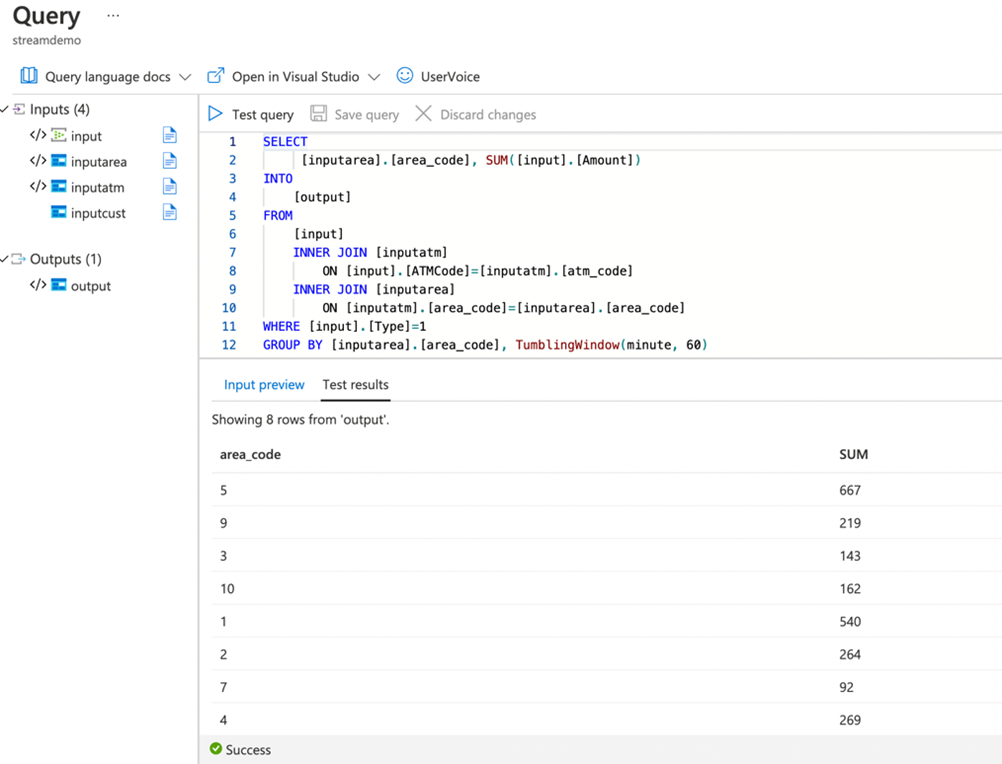 Query ...
streamdemo
Query language docs Open in Visual Studio UserVoice
Inputs (4)
</> input
</> inputarea
</> inputatm
inputcust
Outputs (1)
</> output
Test query Save query Discard changes
1 SELECT
2 [inputarea].[area_code], SUM([input].[Amount])
3 INTO
4 [output]
5 FROM
6 [input]
7 INNER JOIN [inputatm]
8 ON [input].[ATMCode]=[inputatm].[atm_code]
9 INNER JOIN [inputarea]
10 ON [inputatm].[area_code]=[inputarea].[area_code]
11 WHERE [input].[Type]=1
12 GROUP BY [inputarea].[area_code], TumblingWindow(minute, 60)
Input preview Test results
Showing 8 rows from 'output'.
area_code SUM
5 667
9 219
3 143
10 162
1 540
2 264
7 92
4 269
Success